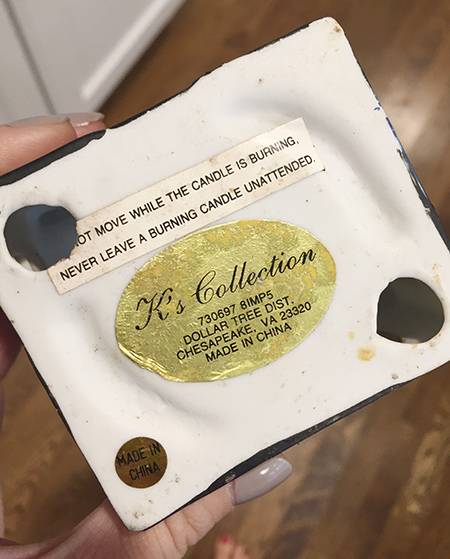 NOT MOVE WHILE THE CANDLE IS BURNING,
NEVER LEAVE A BURNING CANDLE UNATTENDED.
K's Collection
730697 8IMP5
DOLLAR TREE DIST.
CHESAPEAKE, VA 23320
MADE IN CHINA
MADE IN
CHINA